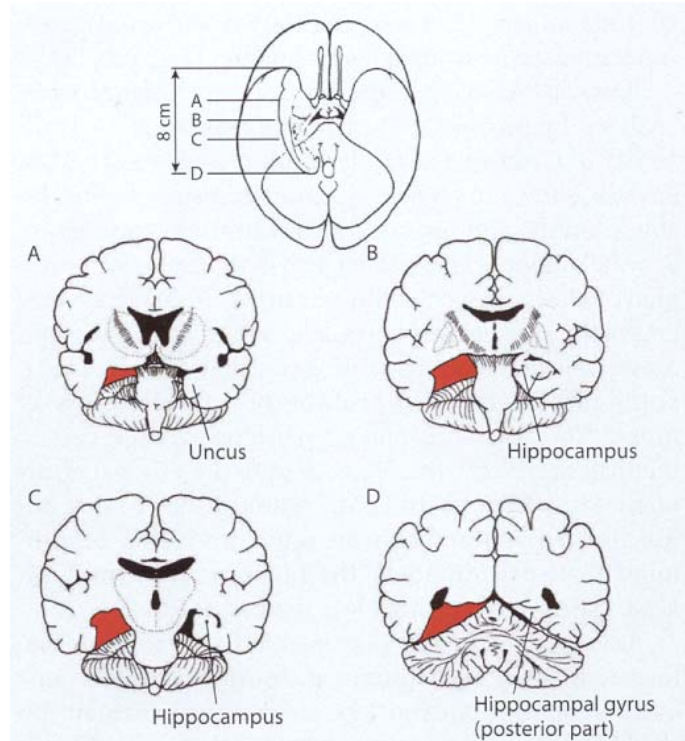 8 cm
A
B
C
D
A
B
Uncus
Hippocampus
C
D
Hippocampus
Hippocampal gyrus
(posterior part)